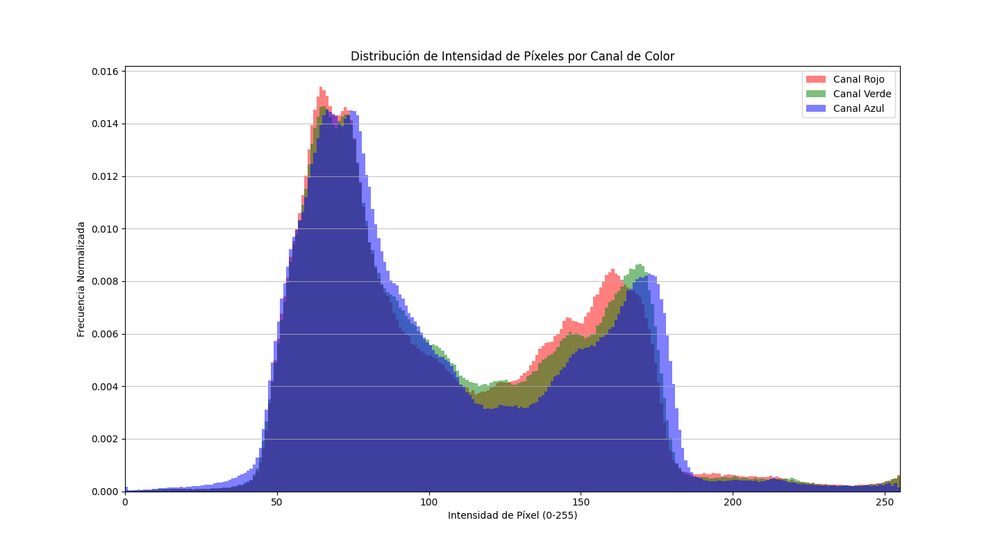 Distribución de Intensidad de Píxeles por Canal de Color
Canal Rojo
Canal Verde
Canal Azul
Frecuencia Normalizada
0.016
0.014
0.012
0.010
0.008
0.006
0.004
0.002
0.000
0 50 100 150 200 250
Intensidad de Píxel (0-255)